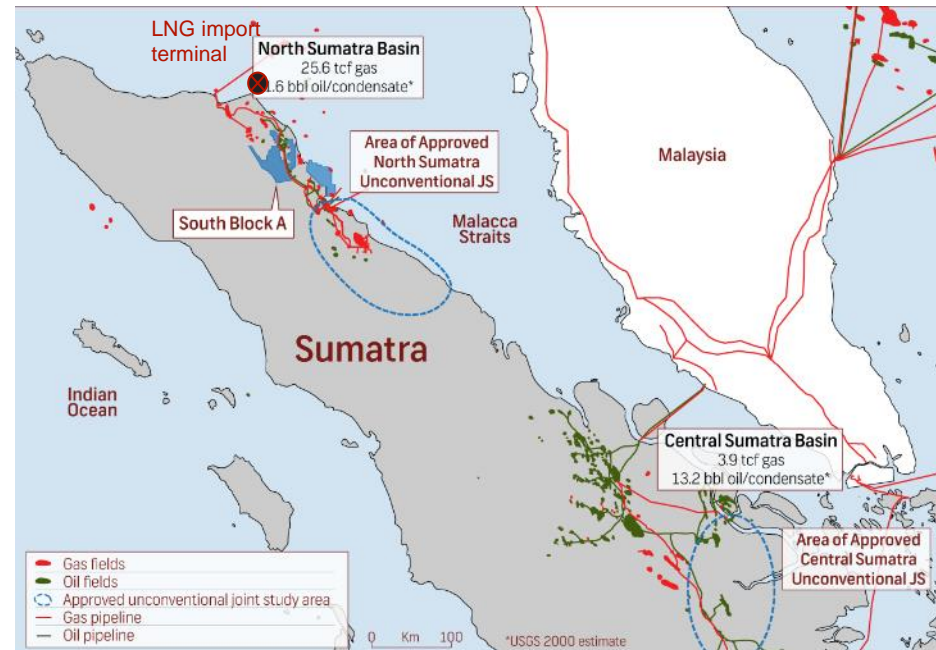 LNG import
terminal
North Sumatra Basin
25.6 tcf gas
.6 bbl oil/condensate*
Area of Approved
North Sumatra
Unconventional JS
Malaysia
South Block A
Malacca
Straits
Sumatra
Indian
Ocean
Central Sumatra Basin
3.9 tcf gas
13.2 bbl oil/condensate*
Area of Approved
Central Sumatra
Unconventional JS
Gas fields
Oil fields
Approved unconventional joint study area
Gas pipeline
Oil pipeline
0 Km 100
*USGS 2000 estimate